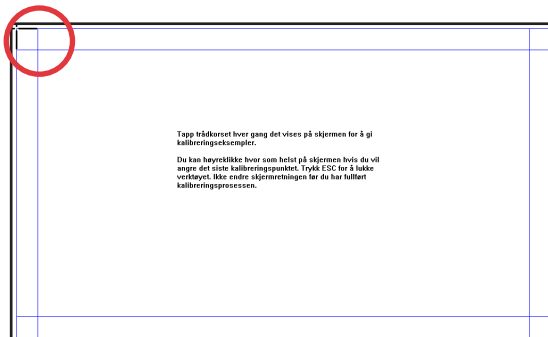 Tapp trådkorset hver gang det vises på skjermen for å gi
kalibreringseksempler.
Du kan høyreklikke hvor som helst på skjermen hvis du vil
angre det siste kalibreringspunktet. Trykk ESC for å lukke
verktøyet. Ikke endre skjermretningen før du har fullført
kalibreringsprosessen.